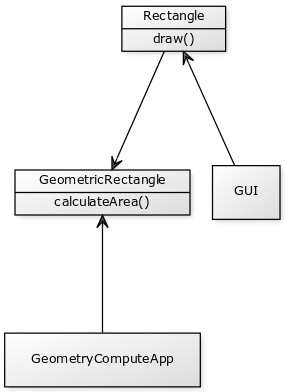 Rectangle
draw()
GeometricRectangle
calculateArea()
GUI
GeometryComputeApp